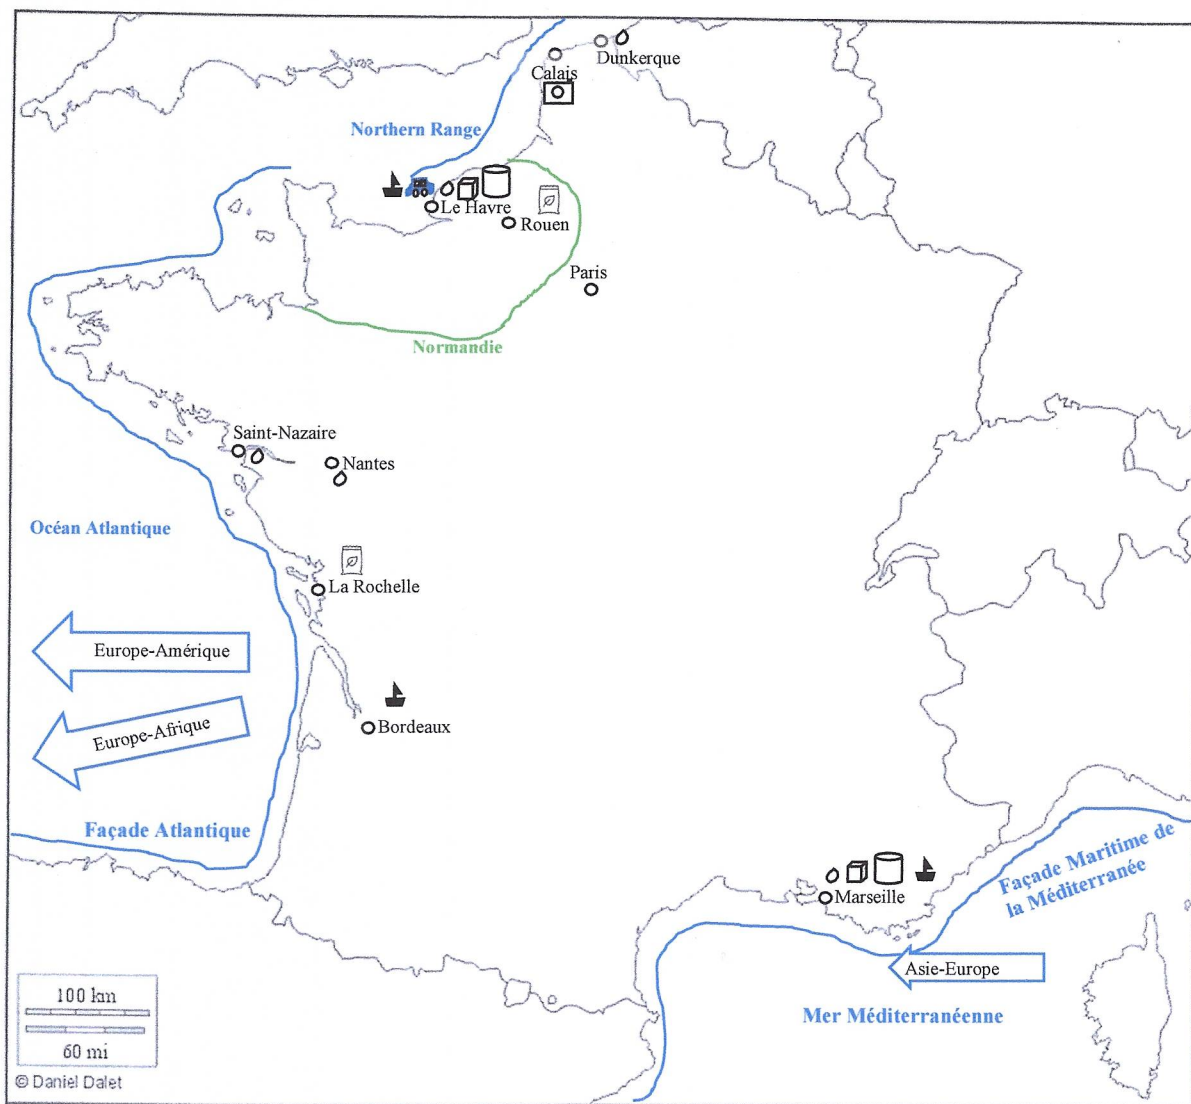 Dunkerque
Calais
Northern Range
Le Havre
Rouen
Paris
Normandie
Saint-Nazaire
Nantes
Océan Atlantique
La Rochelle
Europe-Amérique
Europe-Afrique
Bordeaux
Façade Atlantique
Façade Maritime de
la Méditerranée
Marseille
Asie-Europe
Mer Méditerranéenne
100 km
60 mi
© Daniel Dalet